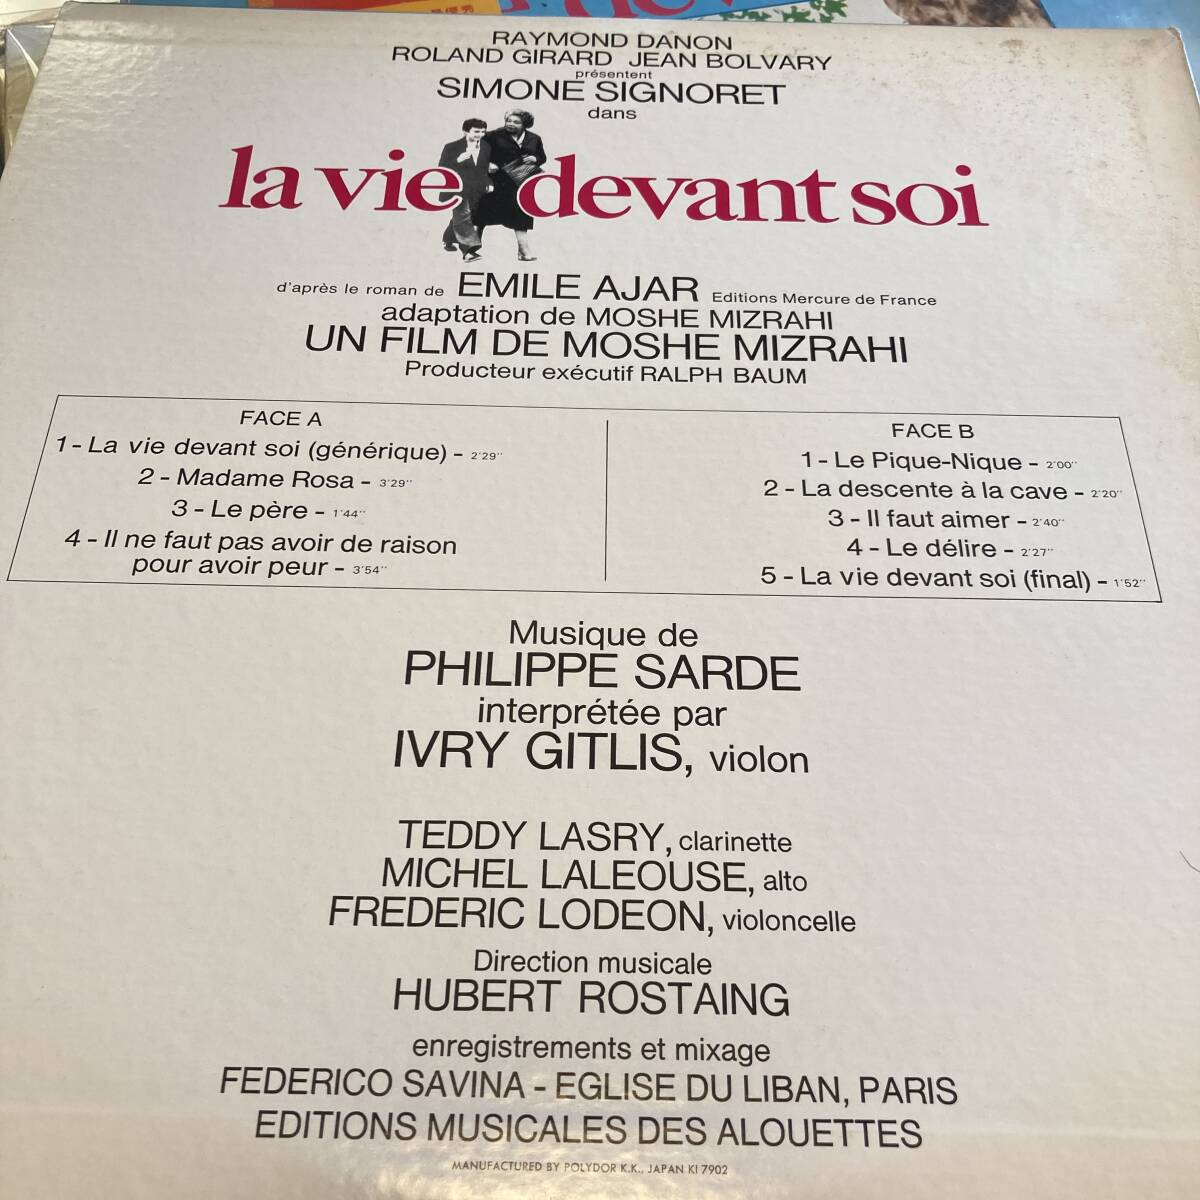 RAYMOND DANON
ROLAND GIRARD JEAN BOLVARY
présentent
SIMONE SIGNORET
dans
la vie devant soi
d'après le roman de EMILE AJAR Editions Mercure de France
adaptation de MOSHE MIZRAHI
UN FILM DE MOSHE MIZRAHI
Producteur exécutif RALPH BAUM
FACE A
1 - La vie devant soi (générique) - 2'29''
2 - Madame Rosa - 3'29''
3 - Le père - 1'44''
4 - Il ne faut pas avoir de raison
pour avoir peur - 3'54''
FACE B
1 - Le Pique-Nique - 2'00''
2 - La descente à la cave - 2'20''
3 - Il faut aimer - 2'40''
4 - Le délire - 2'27''
5 - La vie devant soi (final) - 1'52''
Musique de
PHILIPPE SARDE
interprétée par
IVRY GITLIS, violon
TEDDY LASRY, clarinette
MICHEL LALEOUSE, alto
FREDERIC LODEON, violoncelle
Direction musicale
HUBERT ROSTAING
enregistrements et mixage
FEDERICO SAVINA - EGLISE DU LIBAN, PARIS
EDITIONS MUSICALES DES ALOUETTES
MANUFACTURED BY POLYDOR K.K., JAPAN KI 7902